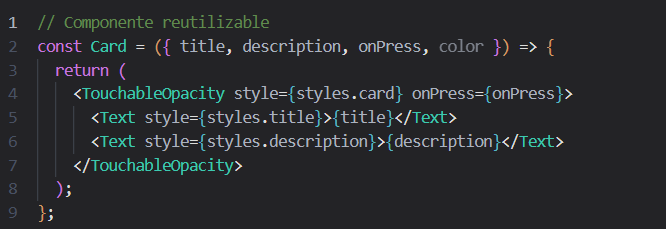 1 // Componente reutilizable
2 const Card = ({ title, description, onPress, color }) => {
3   return (
4     <TouchableOpacity style={styles.card} onPress={onPress}>
5       <Text style={styles.title}>{title}</Text>
6       <Text style={styles.description}>{description}</Text>
7     </TouchableOpacity>
8   );
9 };